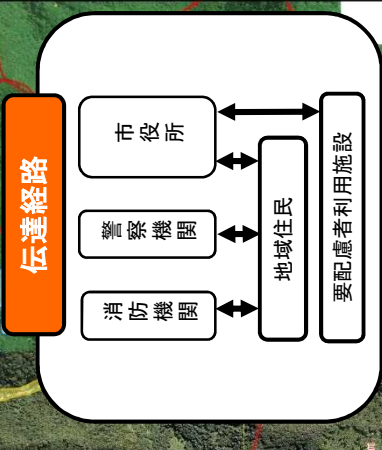 伝達経路
消防機関
警察機関
市役所
地域住民
要配慮者利用施設